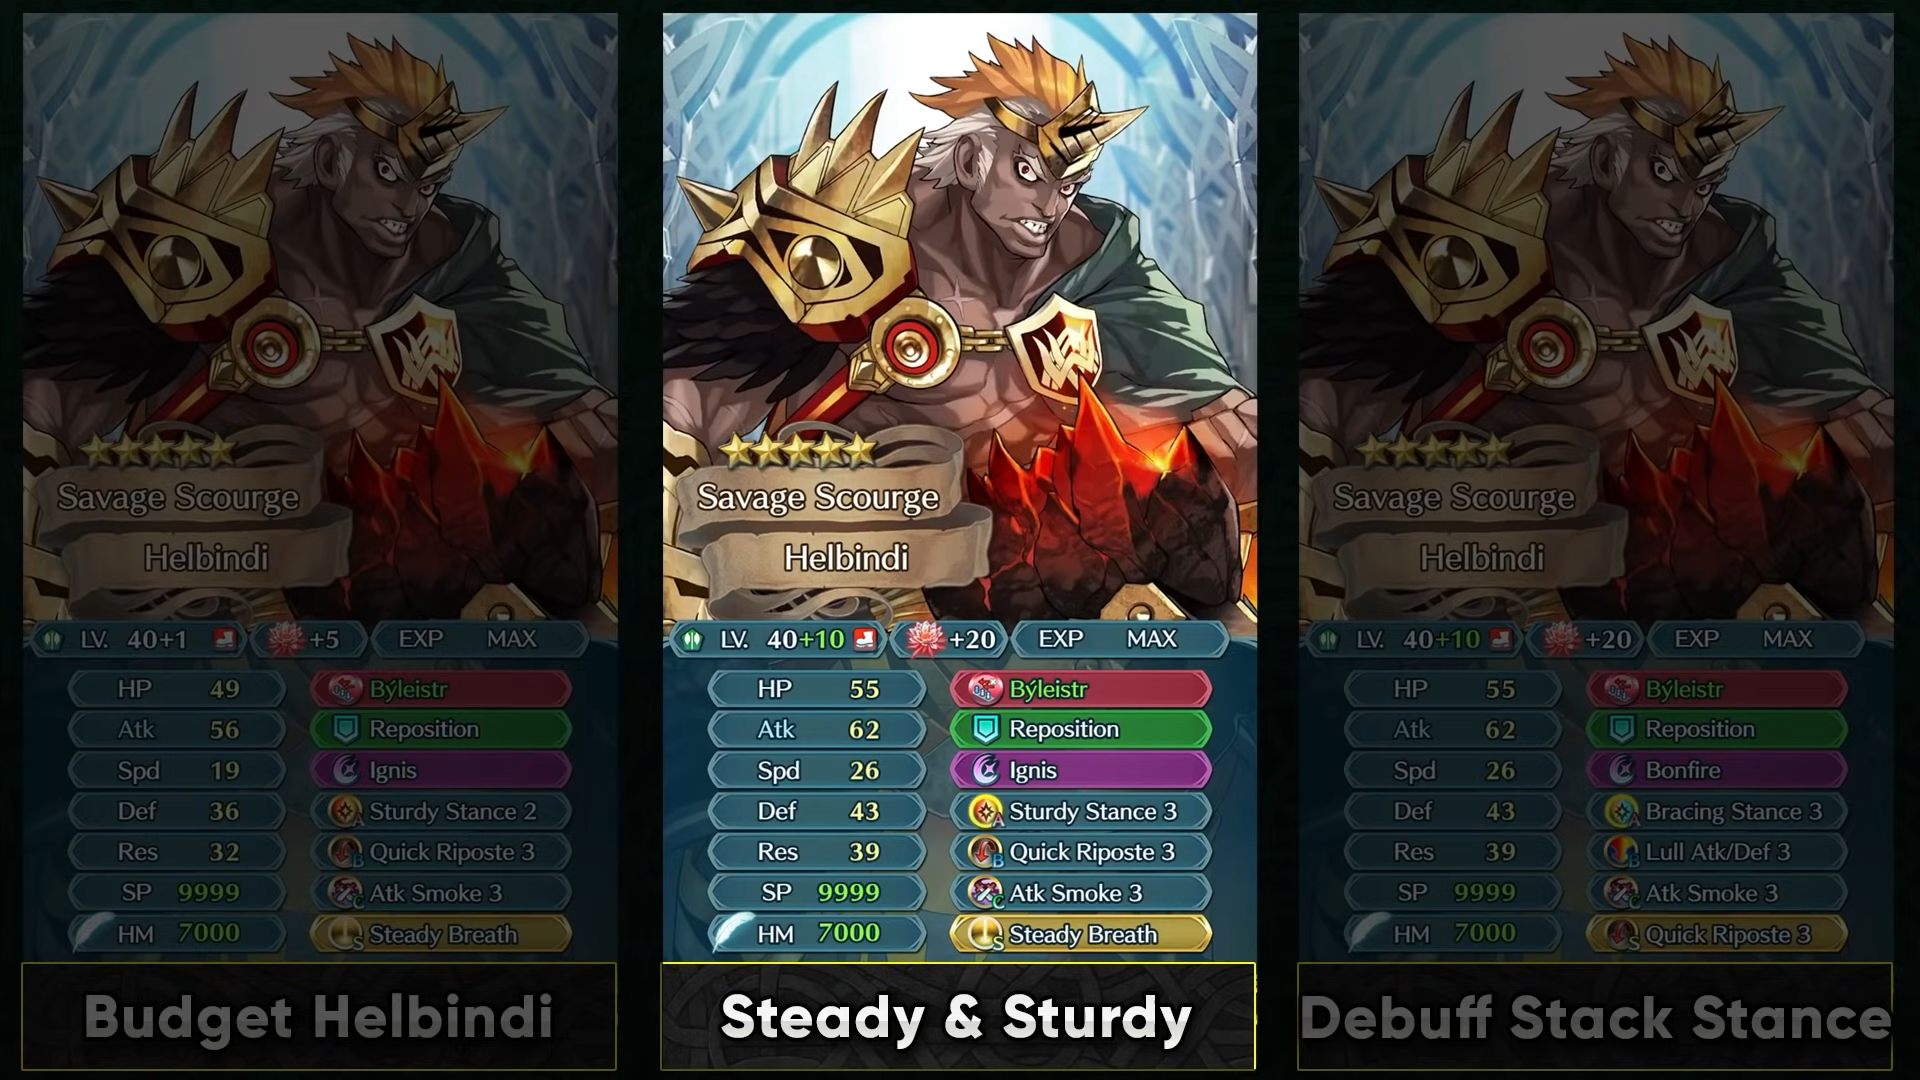 Savage Scourge
Helbindi
LV. 40+1 +5 EXP MAX
HP 49 Býleistr
Atk 56 Reposition
Spd 19 Ignis
Def 36 Sturdy Stance 2
Res 32 Quick Riposte 3
SP 9999 Atk Smoke 3
HM 7000 Steady Breath
Budget Helbindi
Savage Scourge
Helbindi
LV. 40+10 +20 EXP MAX
HP 55 Býleistr
Atk 62 Reposition
Spd 26 Ignis
Def 43 Sturdy Stance 3
Res 39 Quick Riposte 3
SP 9999 Atk Smoke 3
HM 7000 Steady Breath
Steady & Sturdy
Savage Scourge
Helbindi
LV. 40+10 +20 EXP MAX
HP 55 Býleistr
Atk 62 Reposition
Spd 26 Bonfire
Def 43 Bracing Stance 3
Res 39 Lull Atk/Def 3
SP 9999 Atk Smoke 3
HM 7000 Quick Riposte 3
Debuff Stack Stance